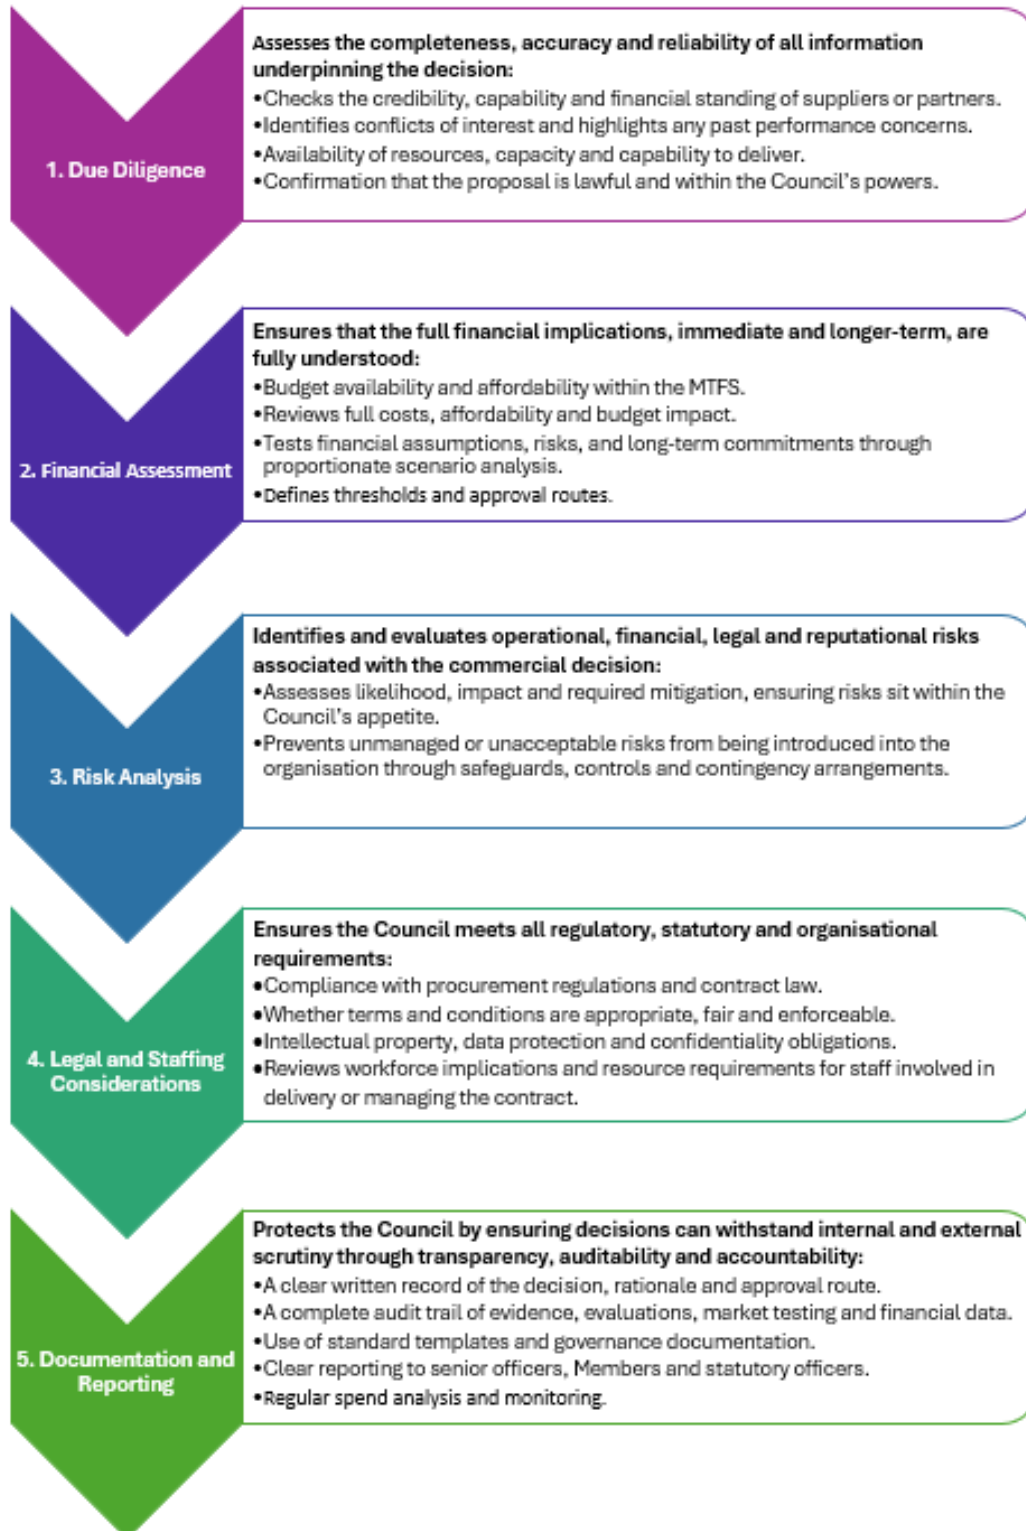 Assesses the completeness, accuracy and reliability of all information
underpinning the decision:
•Checks the credibility, capability and financial standing of suppliers or partners.
•Identifies conflicts of interest and highlights any past performance concerns.
•Availability of resources, capacity and capability to deliver.
•Confirmation that the proposal is lawful and within the Council's powers.
1. Due Diligence
Ensures that the full financial implications, immediate and longer-term, are
fully understood:
•Budget availability and affordability within the MTFS.
•Reviews full costs, affordability and budget impact.
•Tests financial assumptions, risks, and long-term commitments through
proportionate scenario analysis.
•Defines thresholds and approval routes.
2. Financial Assessment
Identifies and evaluates operational, financial, legal and reputational risks
associated with the commercial decision:
•Assesses likelihood, impact and required mitigation, ensuring risks sit within the
Council's appetite.
•Prevents unmanaged or unacceptable risks from being introduced into the
organisation through safeguards, controls and contingency arrangements.
3. Risk Analysis
Ensures the Council meets all regulatory, statutory and organisational
requirements:
•Compliance with procurement regulations and contract law.
•Whether terms and conditions are appropriate, fair and enforceable.
•Intellectual property, data protection and confidentiality obligations.
•Reviews workforce implications and resource requirements for staff involved in
delivery or managing the contract.
4. Legal and Staffing
Considerations
Protects the Council by ensuring decisions can withstand internal and external
scrutiny through transparency, auditability and accountability:
•A clear written record of the decision, rationale and approval route.
•A complete audit trail of evidence, evaluations, market testing and financial data.
•Use of standard templates and governance documentation.
•Clear reporting to senior officers, Members and statutory officers.
•Regular spend analysis and monitoring.
5. Documentation and
Reporting